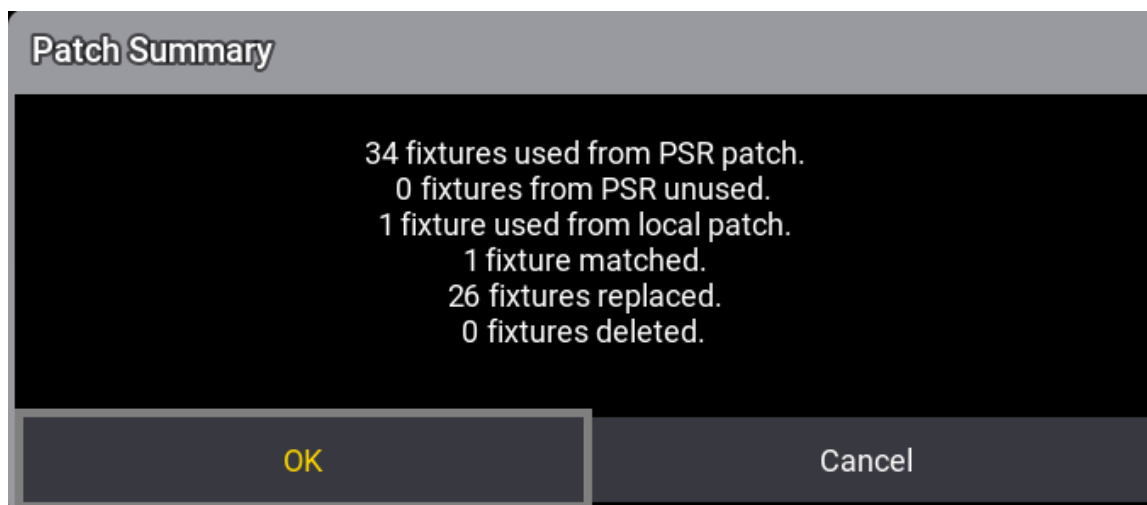 Patch Summary
34 fixtures used from PSR patch.
0 fixtures from PSR unused.
1 fixture used from local patch.
1 fixture matched.
26 fixtures replaced.
0 fixtures deleted.
OK
Cancel